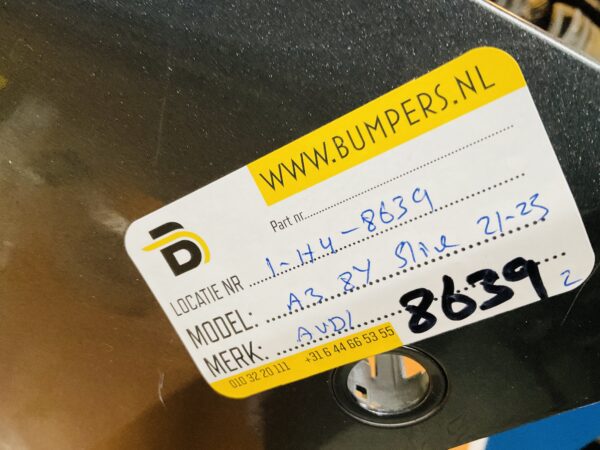 WWW.BUMPERS.NL
Part nr.
LOCATIE NR 1-H4-8639
MODEL: A3 8Y Sline 21-25
MERK: AUDI 8639 2
010 32 20 111 +31 6 44 66 53 55